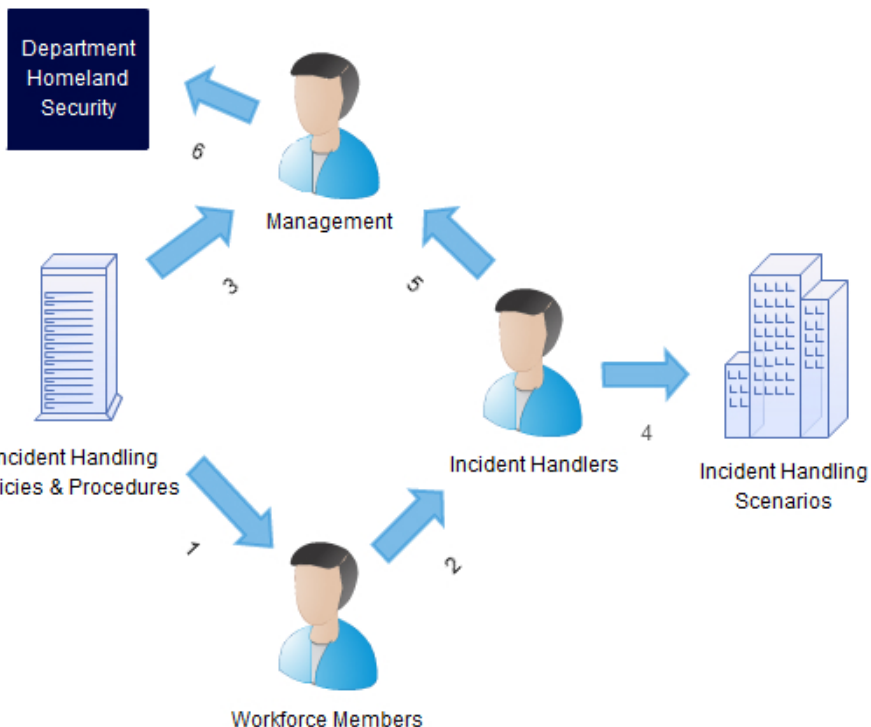 Department
Homeland
Security
6
Management
3
5
4
Incident Handlers
Incident Handling
Scenarios
ncident Handling
icies & Procedures
1
2
Workforce Members